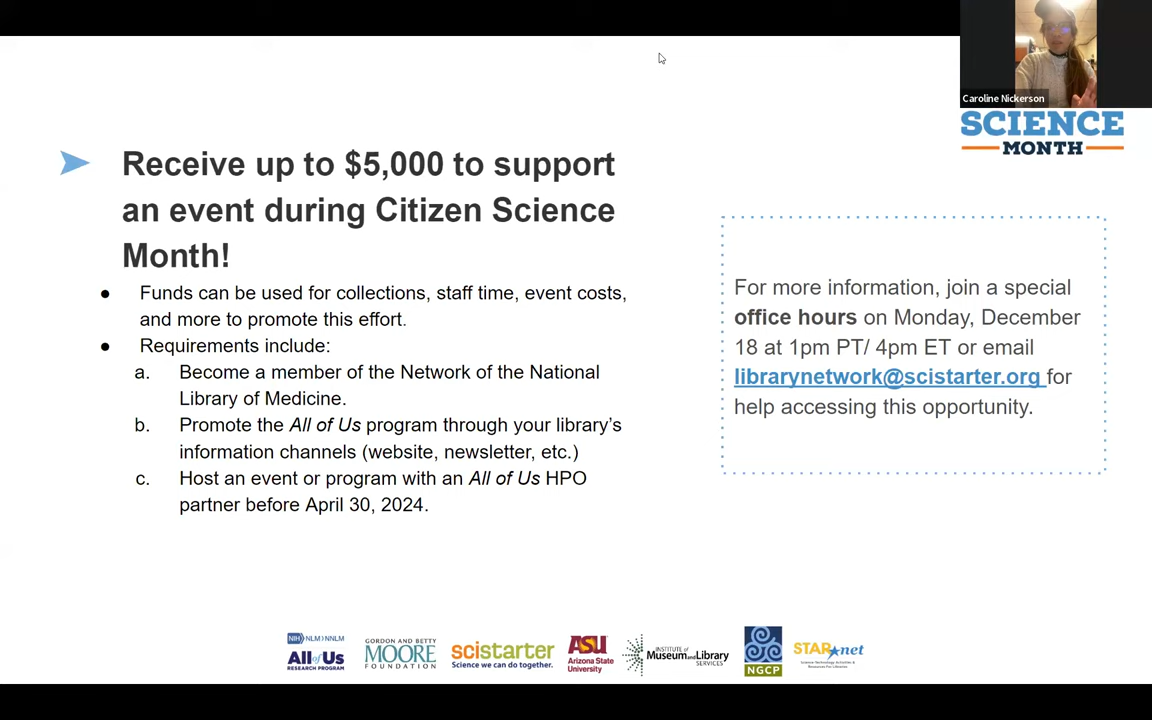 Caroline Nickerson
SCIENCE
MONTH
Receive up to $5,000 to support
an event during Citizen Science
Month!
● Funds can be used for collections, staff time, event costs,
and more to promote this effort.
● Requirements include:
a. Become a member of the Network of the National
Library of Medicine.
b. Promote the All of Us program through your library’s
information channels (website, newsletter, etc.)
c. Host an event or program with an All of Us HPO
partner before April 30, 2024.
For more information, join a special
office hours on Monday, December
18 at 1pm PT/ 4pm ET or email
librarynetwork@scistarter.org for
help accessing this opportunity.
NIH NLM NNLM
All of Us
RESEARCH PROGRAM
GORDON AND BETTY
MOORE
FOUNDATION
scistarter
Science we can do together.
ASU
Arizona State
University
INSTITUTE of
Museum and Library
SERVICES
NGCP
STAR net
Science-Technology Activities &
Resources For Libraries